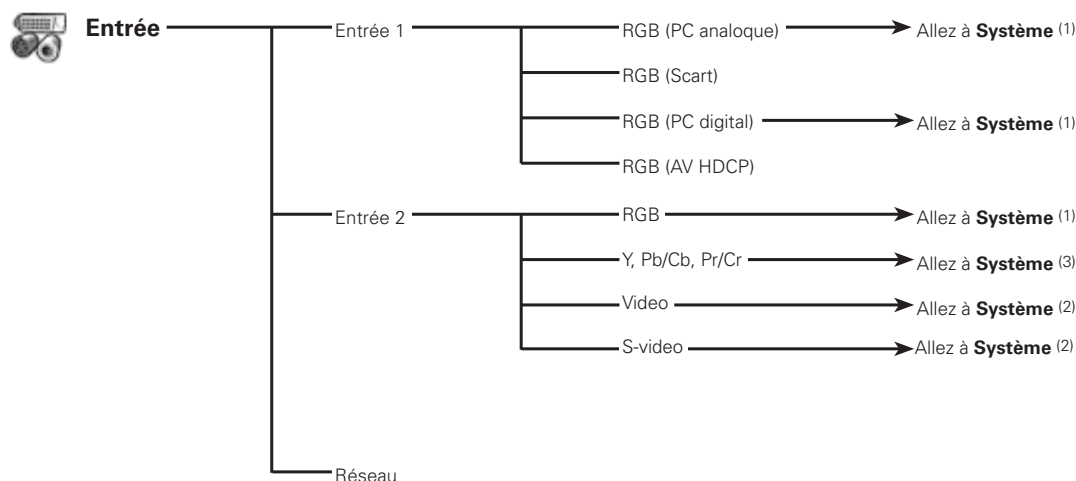 Entrée
Entrée 1
RGB (PC analoque)
Allez à Système (1)
RGB (Scart)
RGB (PC digital)
Allez à Système (1)
RGB (AV HDCP)
Entrée 2
RGB
Allez à Système (1)
Y, Pb/Cb, Pr/Cr
Allez à Système (3)
Video
Allez à Système (2)
S-video
Allez à Système (2)
Réseau